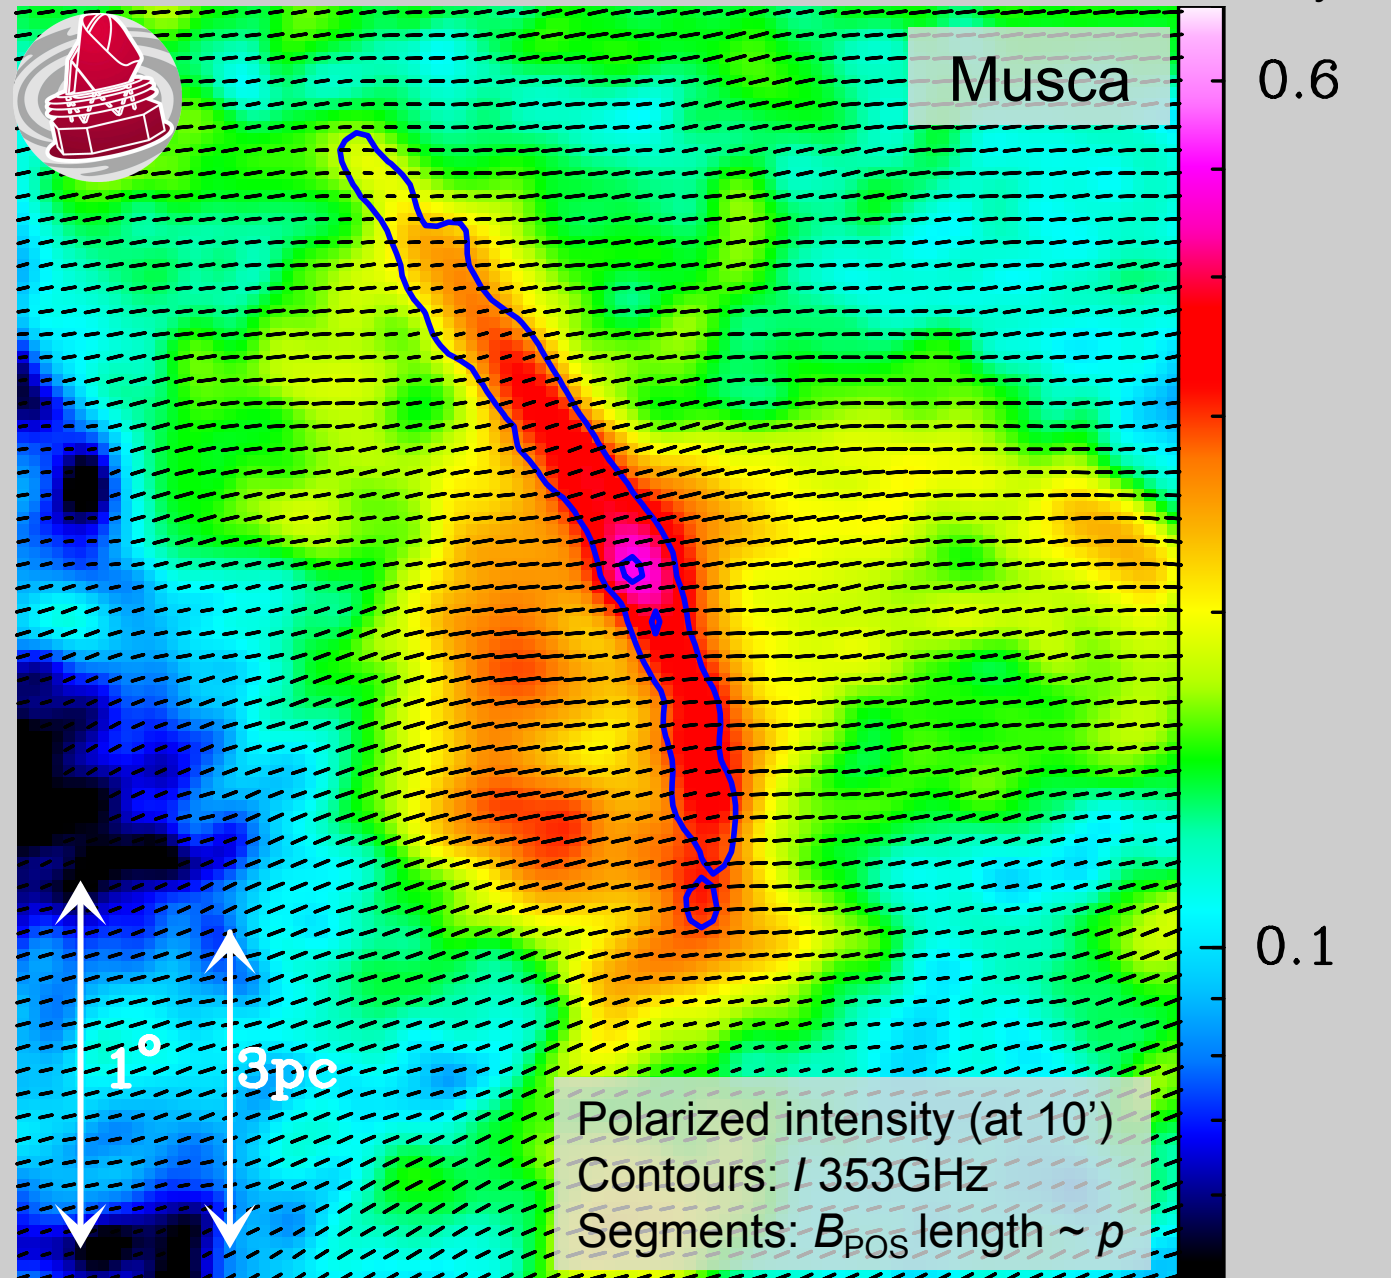 Musca
0.6
0.1
1°
3pc
Polarized intensity (at 10’)
Contours: I 353GHz
Segments: BPOS length ~ p